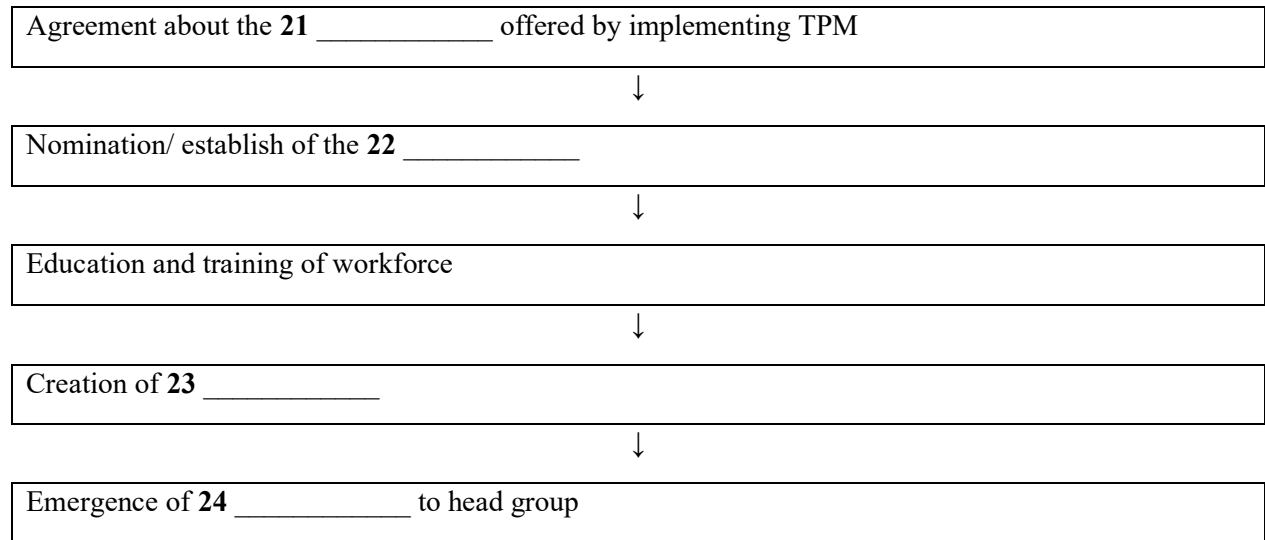 Agreement about the 21 ____________ offered by implementing TPM
↓
Nomination/ establish of the 22 ____________
↓
Education and training of workforce
↓
Creation of 23 ____________
↓
Emergence of 24 ____________ to head group